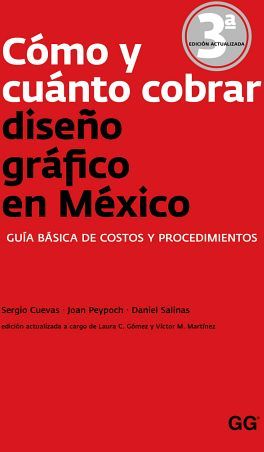 3ª
EDICIÓN ACTUALIZADA
Cómo y
cuánto cobrar
diseño
gráfico
en México
GUÍA BÁSICA DE COSTOS Y PROCEDIMIENTOS
Sergio Cuevas · Joan Peypoch · Daniel Salinas
edición actualizada a cargo de Laura C. Gómez y Víctor M. Martínez
GG®